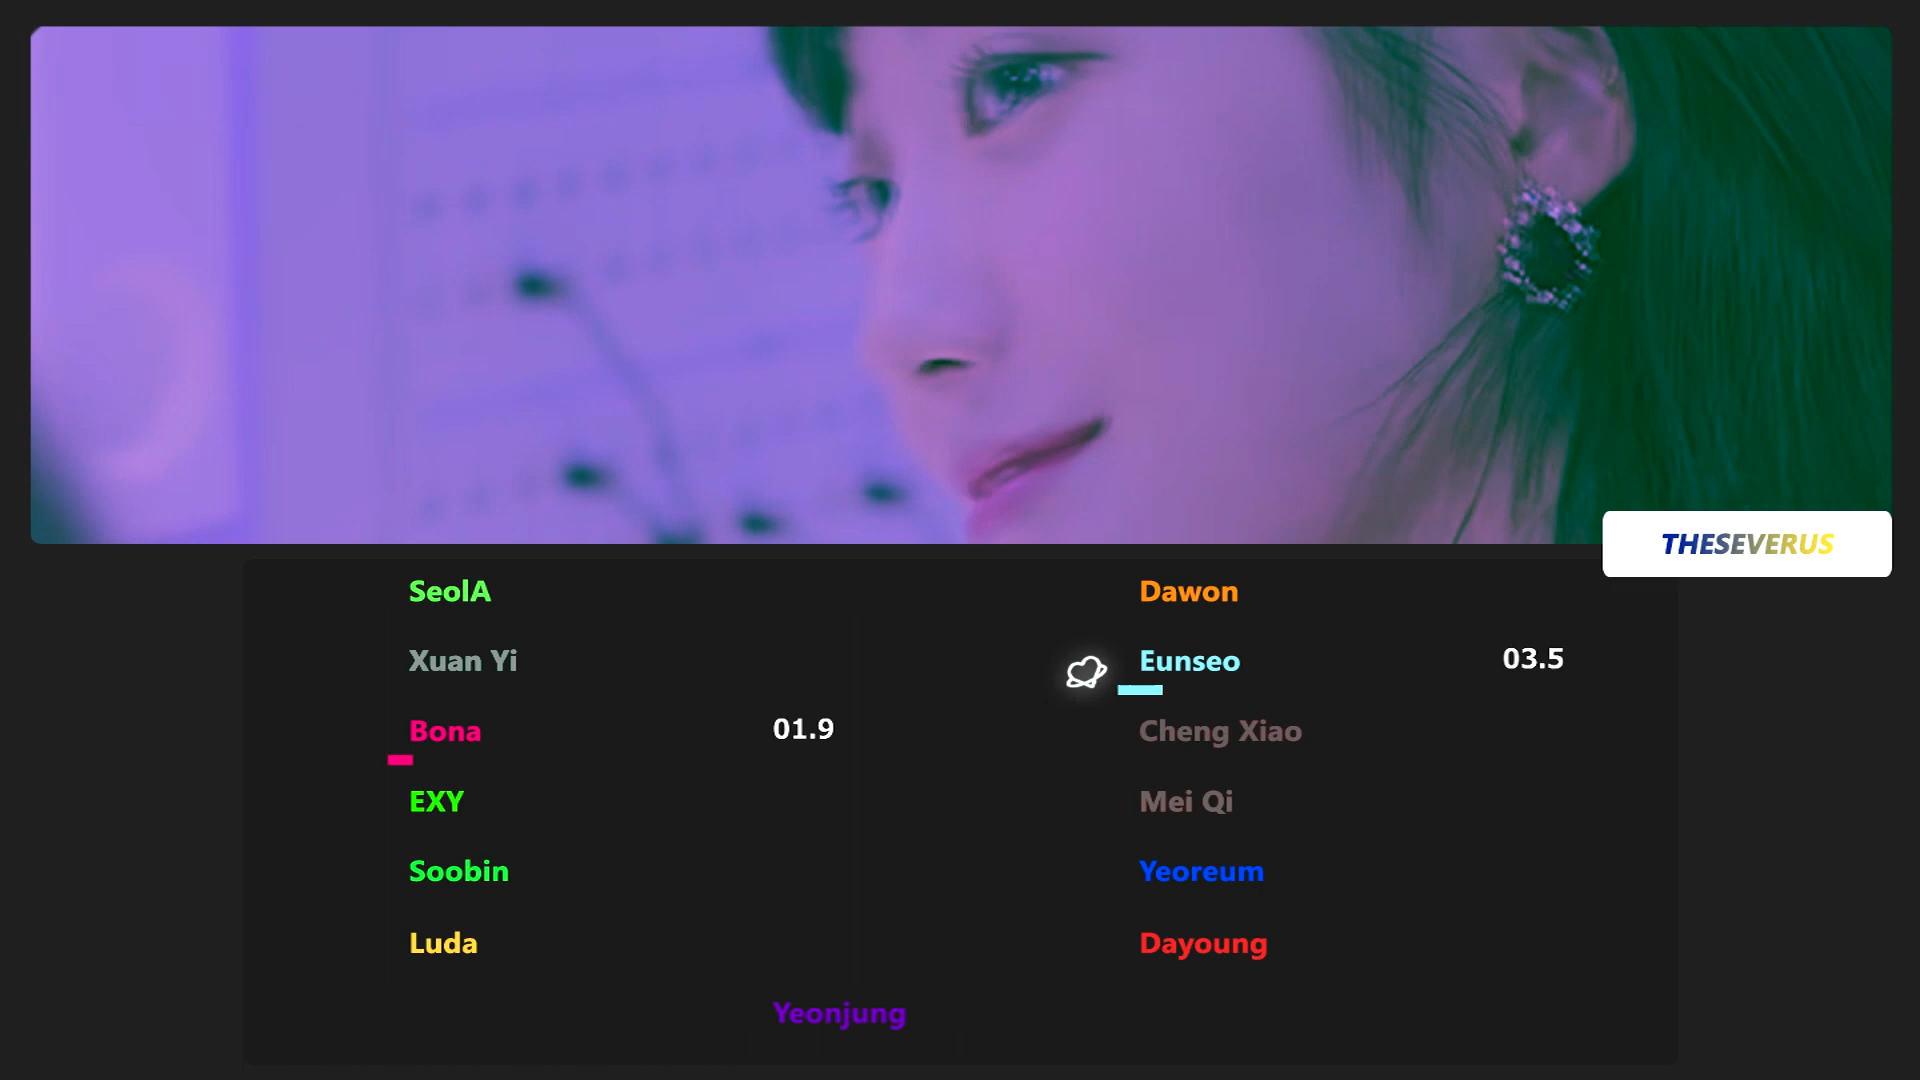 THESEVERUS
SeolA
Dawon
Xuan Yi
Eunseo 03.5
Bona 01.9
Cheng Xiao
EXY
Mei Qi
Soobin
Yeoreum
Luda
Dayoung
Yeonjung